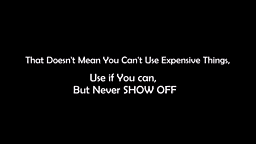 That Doesn't Mean You Can't Use Expensive Things,
Use if You can,
But Never SHOW OFF